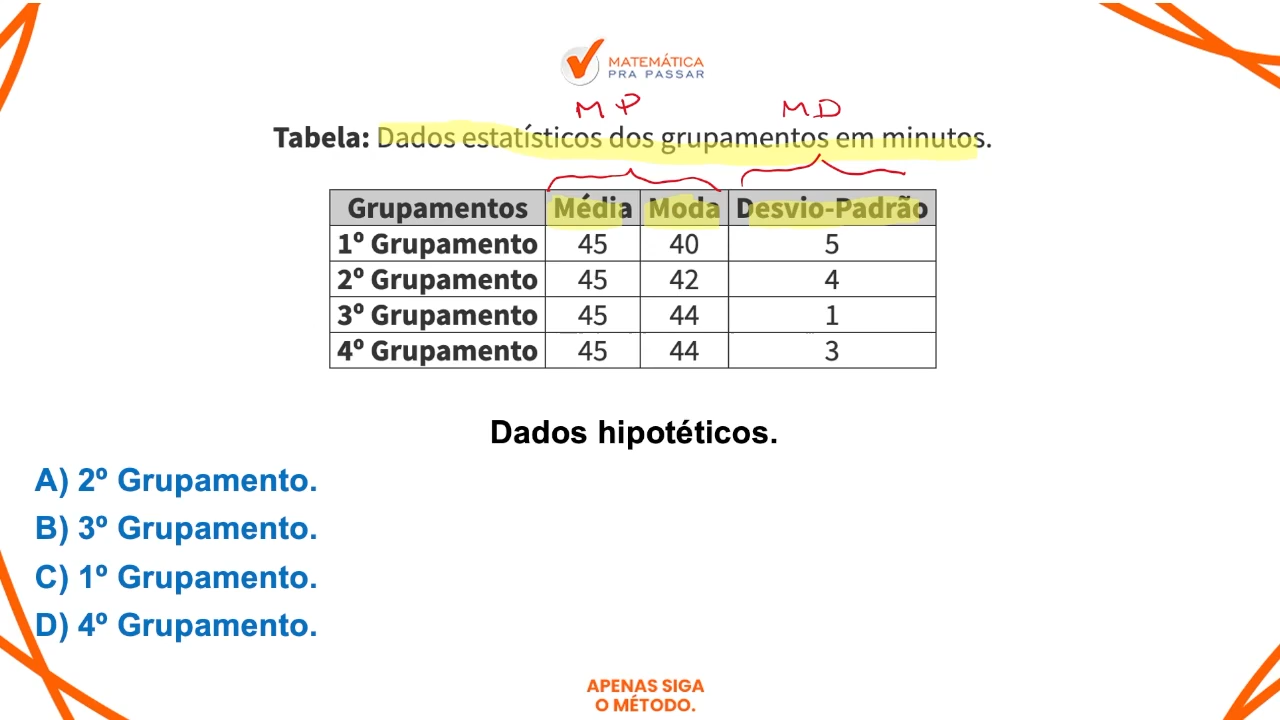 MATEMÁTICA
PRA PASSAR
MP MD
Tabela: Dados estatísticos dos grupamentos em minutos.
Grupamentos Média Moda Desvio-Padrão
1º Grupamento 45 40 5
2º Grupamento 45 42 4
3º Grupamento 45 44 1
4º Grupamento 45 44 3
Dados hipotéticos.
A) 2º Grupamento.
B) 3º Grupamento.
C) 1º Grupamento.
D) 4º Grupamento.
APENAS SIGA
O MÉTODO.